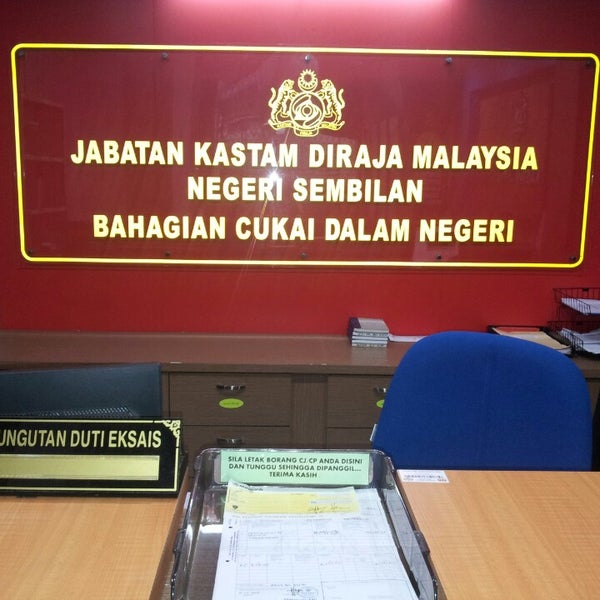 JABATAN KASTAM DIRAJA MALAYSIA
NEGERI SEMBILAN
BAHAGIAN CUKAI DALAM NEGERI
UNGUTAN DUTI EKSAIS
SILA LETAK BORANG CJ.CP ANDA DISINI
DAN TUNGGU SEHINGGA DIPANGGIL...
TERIMA KASIH